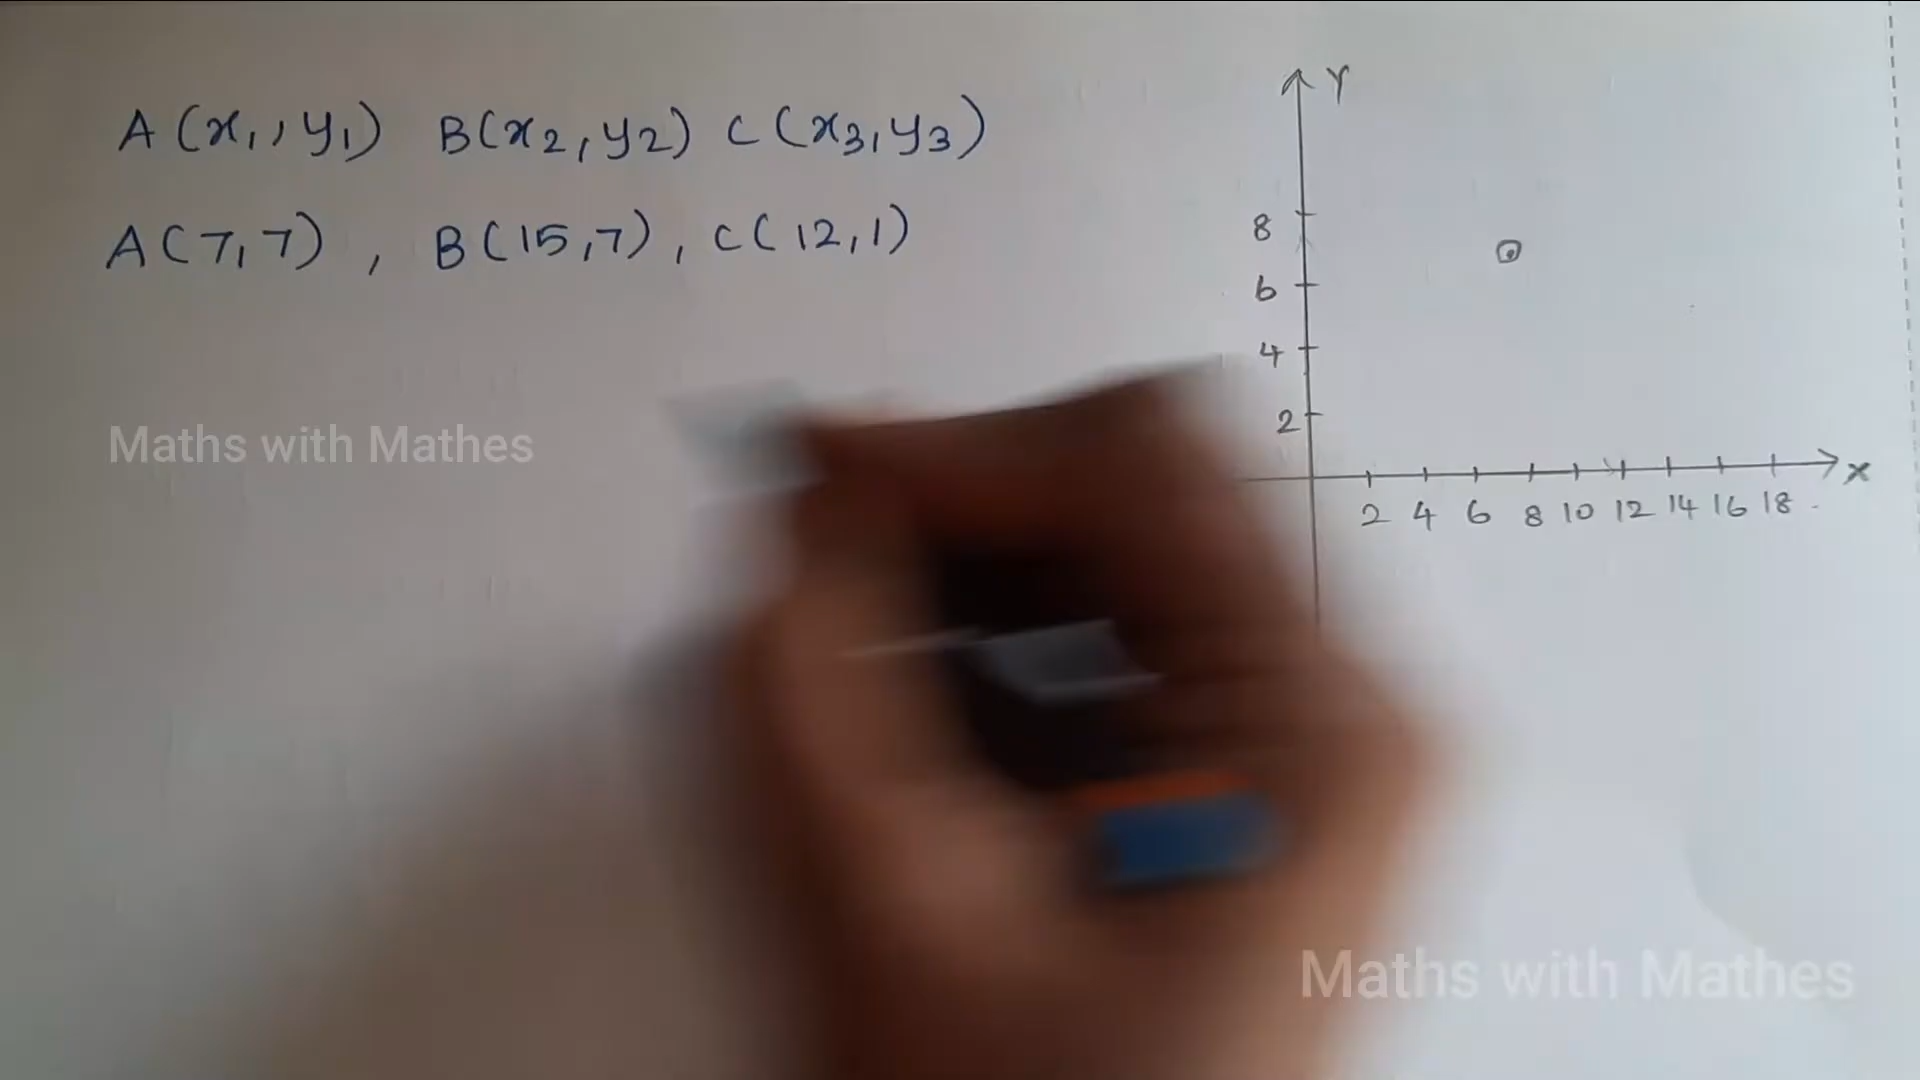 A(x₁, y₁) B(x₂, y₂) C(x₃, y₃)
A(7,7), B(15,7), C(12,1)
Maths with Mathes
Y
8
6
4
2
X
2 4 6 8 10 12 14 16 18
Maths with Mathes